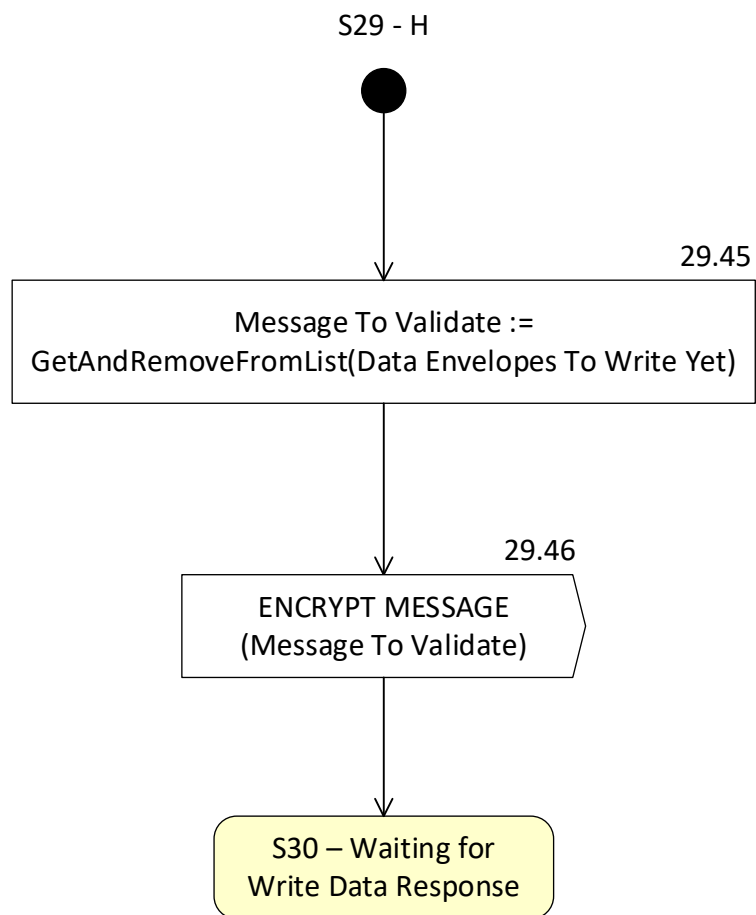 S29 - H
29.45
Message To Validate :=
GetAndRemoveFromList(Data Envelopes To Write Yet)
29.46
ENCRYPT MESSAGE
(Message To Validate)
S30 – Waiting for
Write Data Response